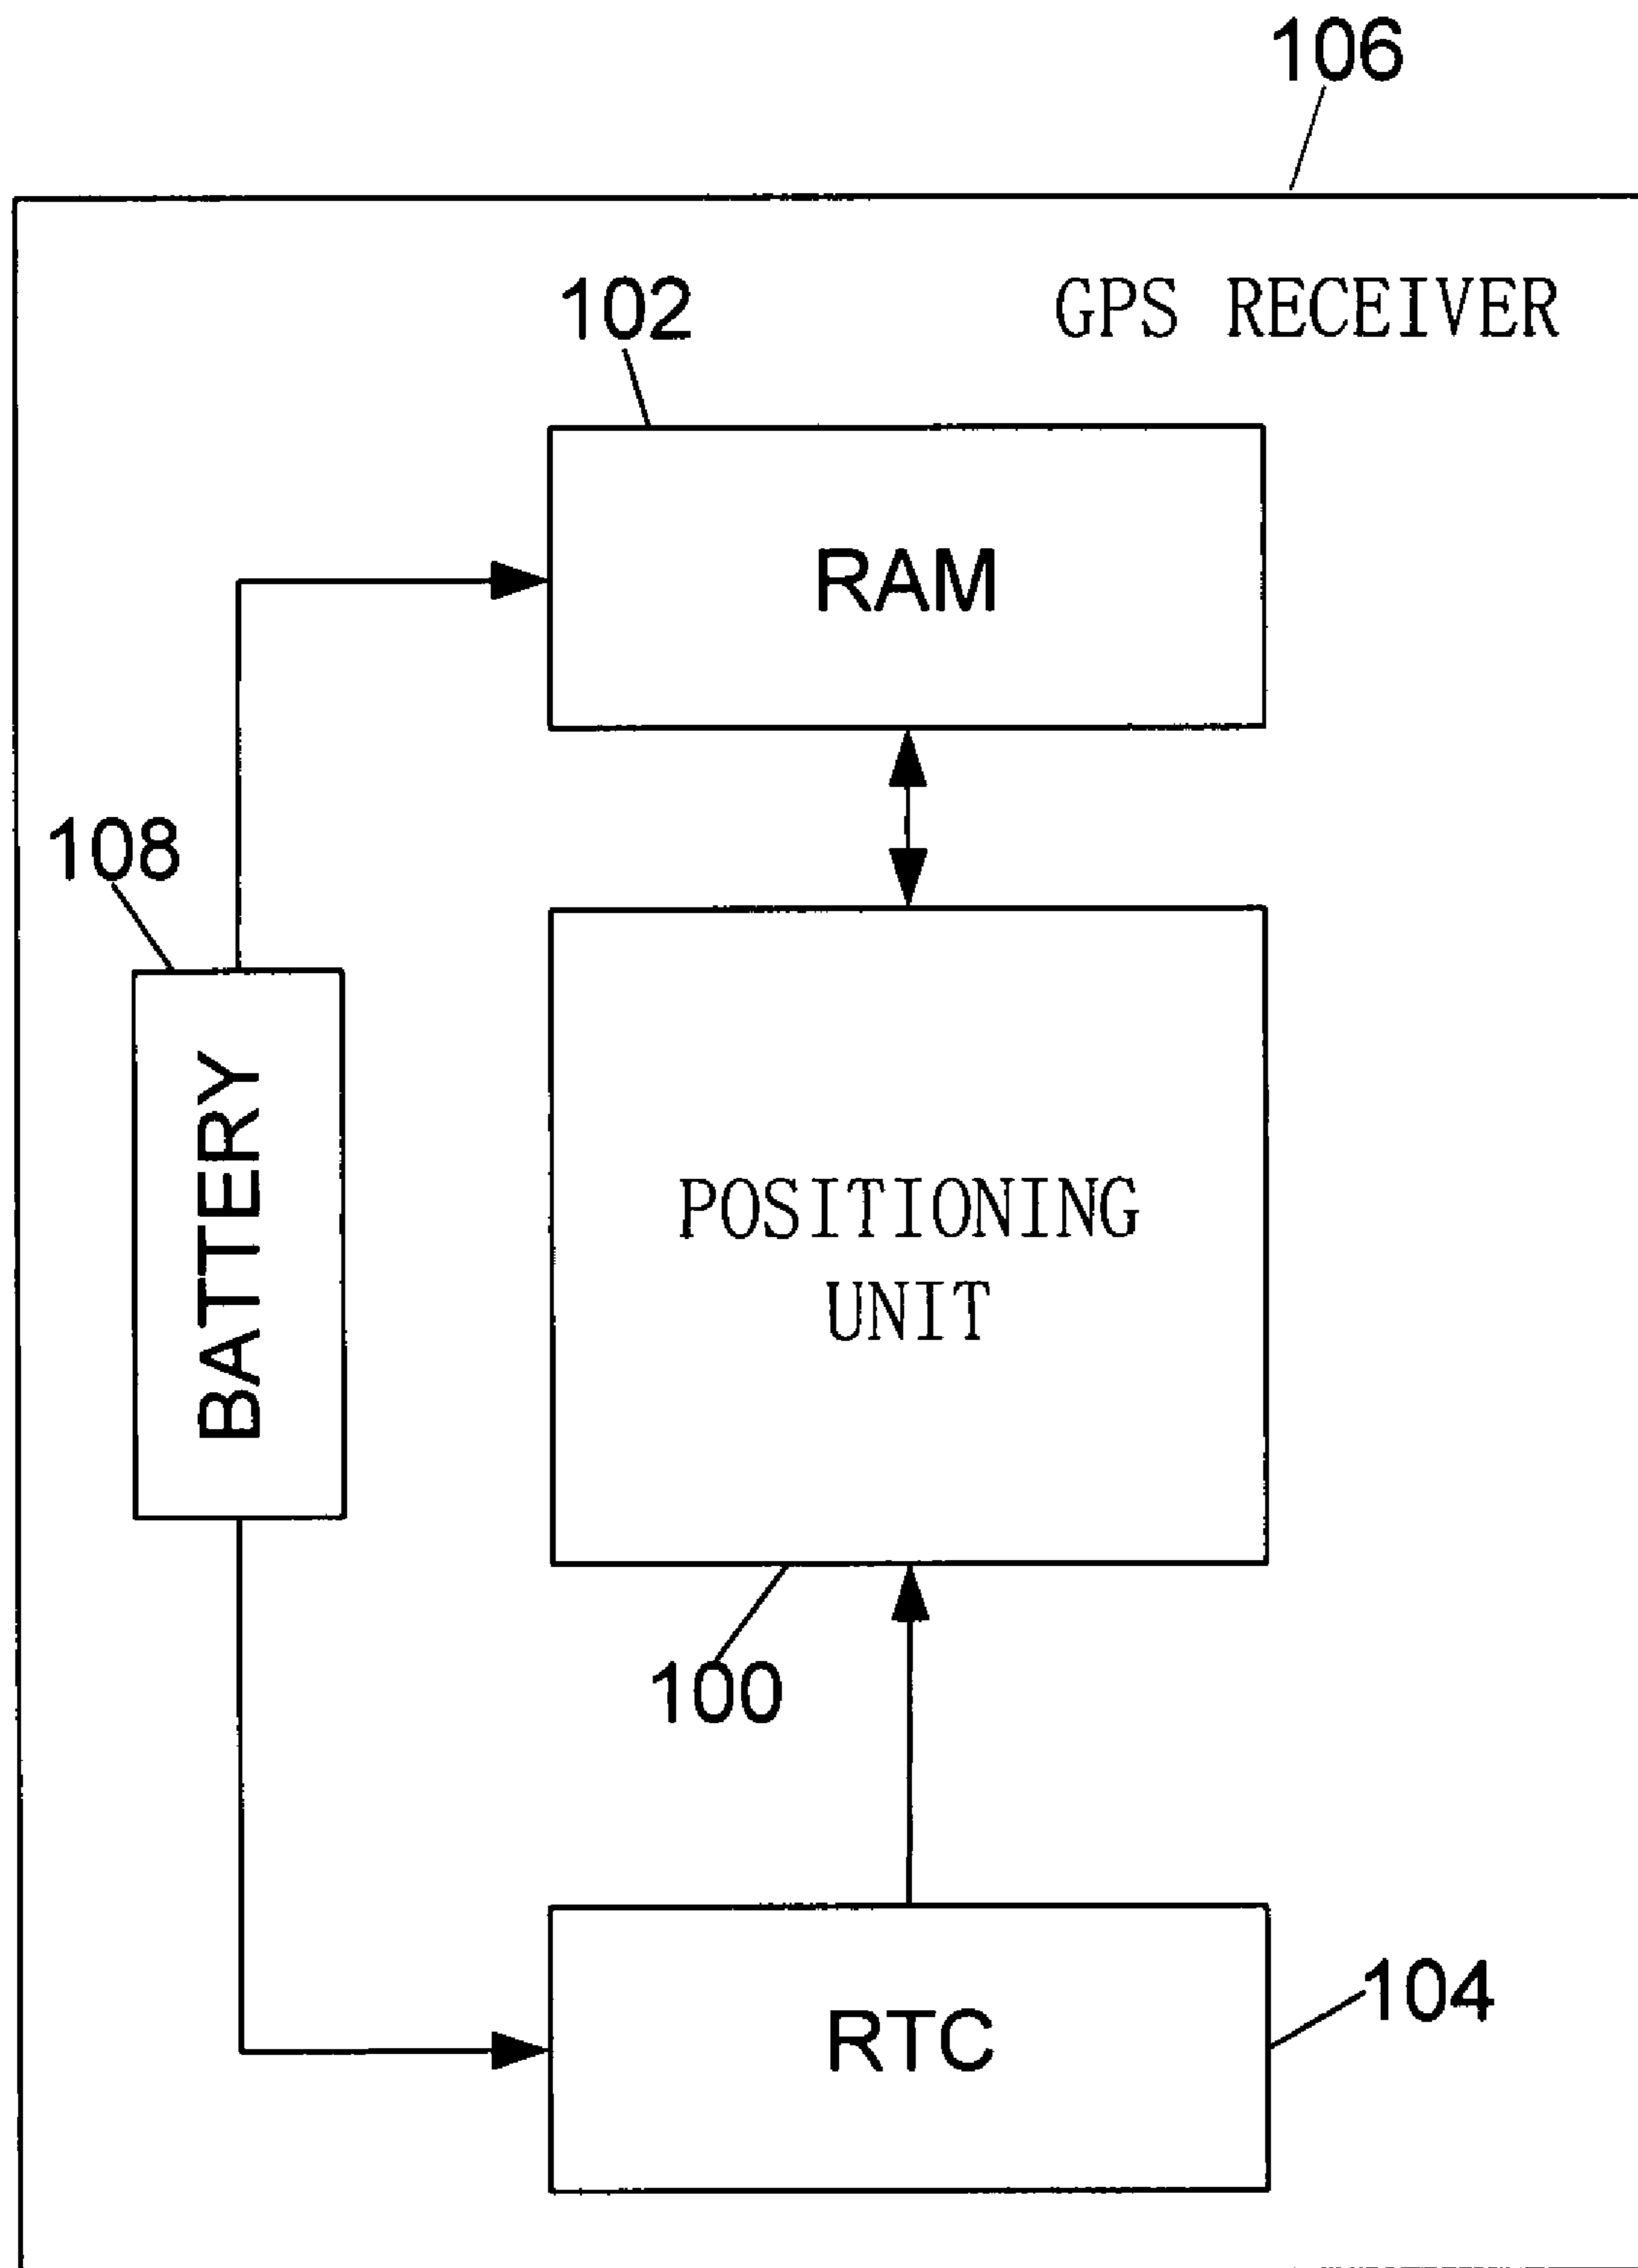 106
GPS RECEIVER
102
RAM
108
BATTERY
POSITIONING
UNIT
100
104
RTC